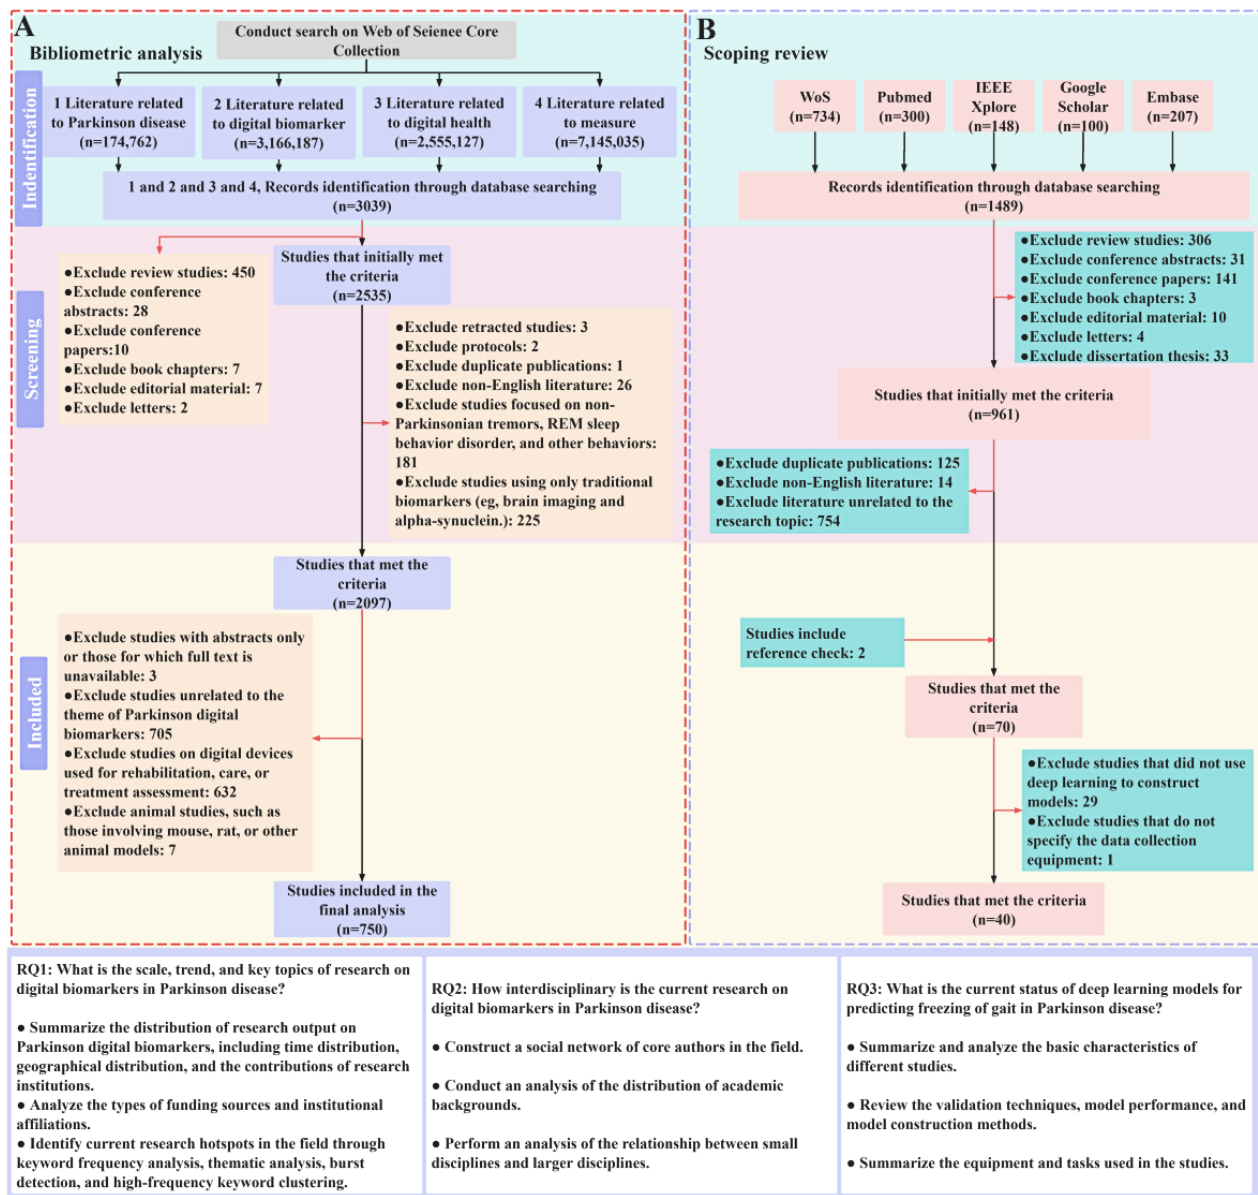 A
Bibliometric analysis
Conduct search on Web of Seienee Core
Collection
Indentification
1 Literature related
to Parkinson disease
(n=174,762)
2 Literature related
to digital biomarker
(n=3,166,187)
3 Literature related
to digital health
(n=2,555,127)
4 Literature related
to measure
(n=7,145,035)
1 and 2 and 3 and 4, Records identification through database searching
(n=3039)
Screening
●Exclude review studies: 450
●Exclude conference
abstracts: 28
●Exclude conference
papers:10
●Exclude book chapters: 7
●Exclude editorial material: 7
●Exclude letters: 2
Studies that initially met
the criteria
(n=2535)
●Exclude retracted studies: 3
●Exclude protocols: 2
●Exclude duplicate publications: 1
●Exclude non-English literature: 26
●Exclude studies focused on non-
Parkinsonian tremors, REM sleep
behavior disorder, and other behaviors:
181
●Exclude studies using only traditional
biomarkers (eg, brain imaging and
alpha-synuclein.): 225
Studies that met the
criteria
(n=2097)
Included
●Exclude studies with abstracts only
or those for which full text is
unavailable: 3
●Exclude studies unrelated to the
theme of Parkinson digital
biomarkers: 705
●Exclude studies on digital devices
used for rehabilitation, care, or
treatment assessment: 632
●Exclude animal studies, such as
those involving mouse, rat, or other
animal models: 7
Studies included in the
final analysis
(n=750)
B
Scoping review
WoS
(n=734)
Pubmed
(n=300)
IEEE
Xplore
(n=148)
Google
Scholar
(n=100)
Embase
(n=207)
Records identification through database searching
(n=1489)
●Exclude review studies: 306
●Exclude conference abstracts: 31
●Exclude conference papers: 141
●Exclude book chapters: 3
●Exclude editorial material: 10
●Exclude letters: 4
●Exclude dissertation thesis: 33
Studies that initially met the criteria
(n=961)
●Exclude duplicate publications: 125
●Exclude non-English literature: 14
●Exclude literature unrelated to the
research topic: 754
Studies include
reference check: 2
Studies that met the
criteria
(n=70)
●Exclude studies that did not use
deep learning to construct
models: 29
●Exclude studies that do not
specify the data collection
equipment: 1
Studies that met the criteria
(n=40)
RQ1: What is the scale, trend, and key topics of research on
digital biomarkers in Parkinson disease?
● Summarize the distribution of research output on
Parkinson digital biomarkers, including time distribution,
geographical distribution, and the contributions of research
institutions.
● Analyze the types of funding sources and institutional
affiliations.
● Identify current research hotspots in the field through
keyword frequency analysis, thematic analysis, burst
detection, and high-frequency keyword clustering.
RQ2: How interdisciplinary is the current research on
digital biomarkers in Parkinson disease?
● Construct a social network of core authors in the field.
● Conduct an analysis of the distribution of academic
backgrounds.
● Perform an analysis of the relationship between small
disciplines and larger disciplines.
RQ3: What is the current status of deep learning models for
predicting freezing of gait in Parkinson disease?
● Summarize and analyze the basic characteristics of
different studies.
● Review the validation techniques, model performance, and
model construction methods.
● Summarize the equipment and tasks used in the studies.